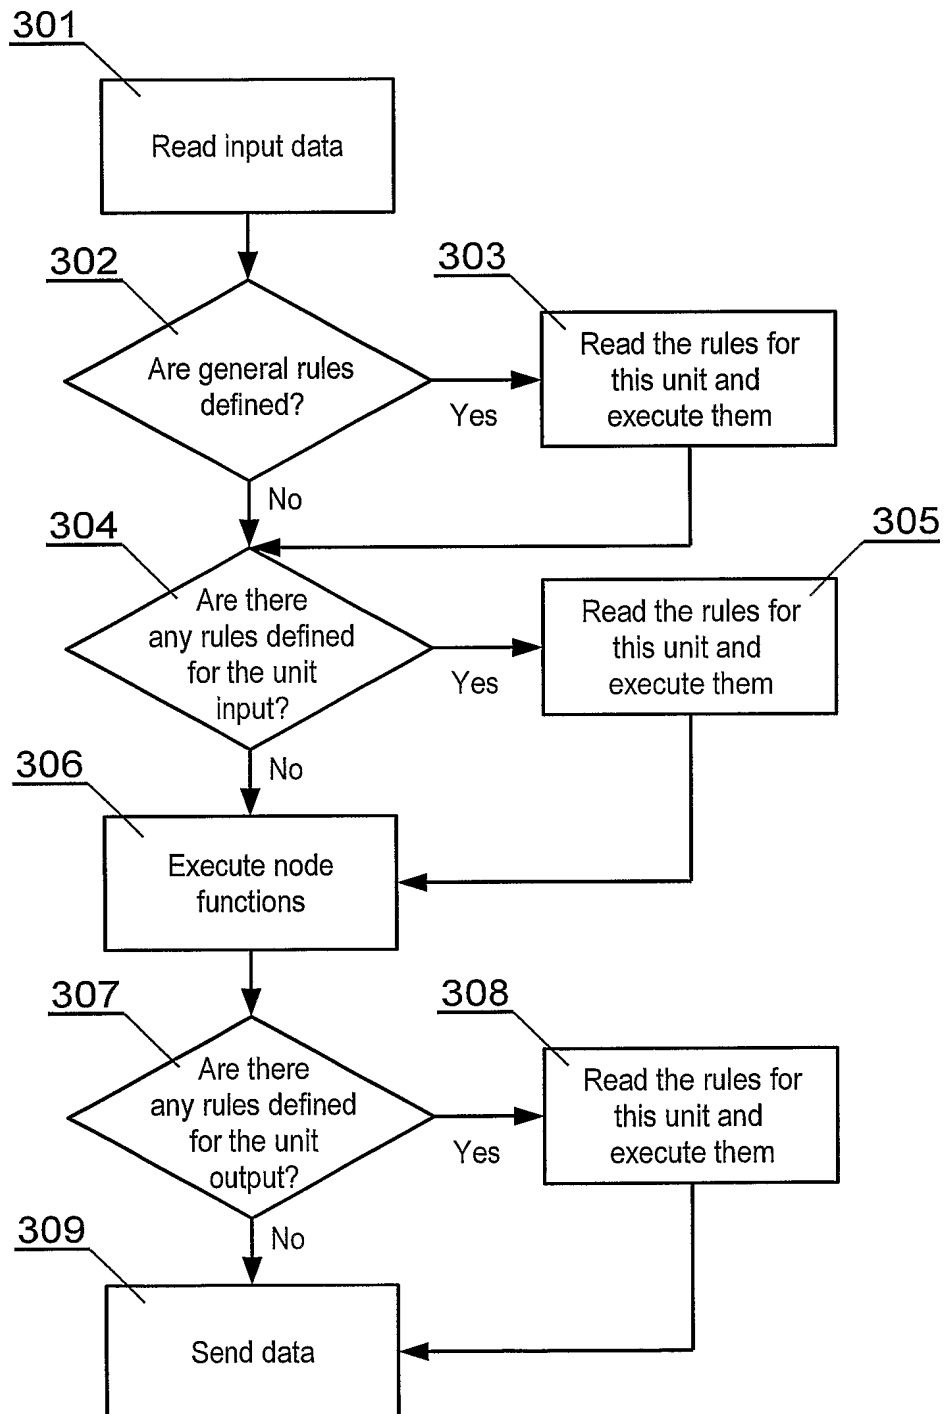 301
Read input data
302
Are general rules
defined?
Yes
303
Read the rules for
this unit and
execute them
No
304
Are there
any rules defined
for the unit
input?
Yes
305
Read the rules for
this unit and
execute them
No
306
Execute node
functions
307
Are there
any rules defined
for the unit
output?
Yes
308
Read the rules for
this unit and
execute them
No
309
Send data